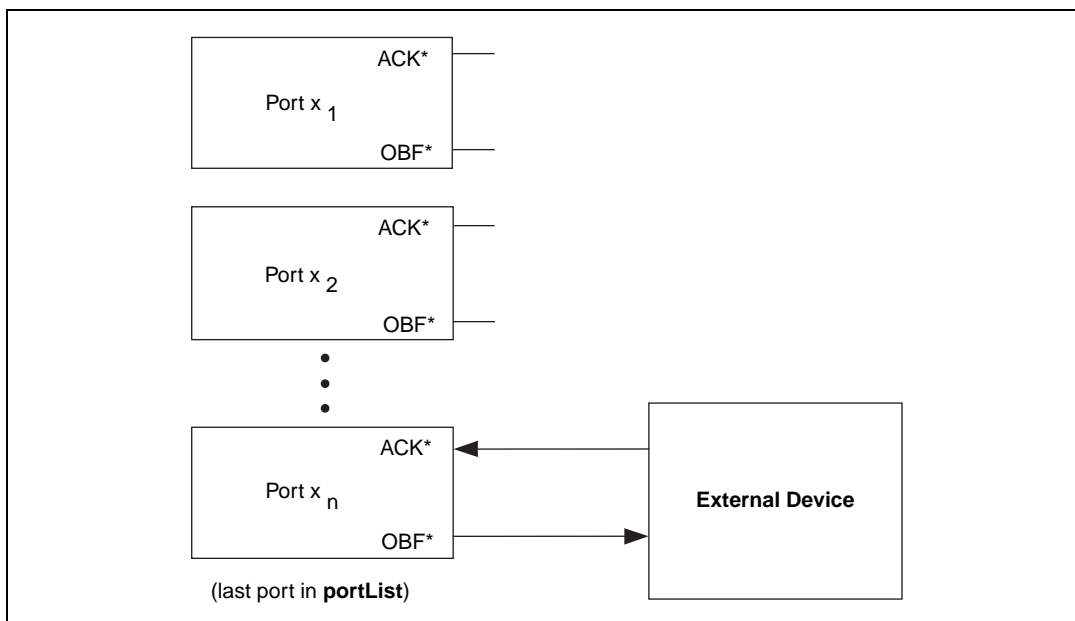 ACK*
Port x 1
OBF*
ACK*
Port x 2
OBF*
ACK*
Port x n
OBF*
External Device
(last port in portList)